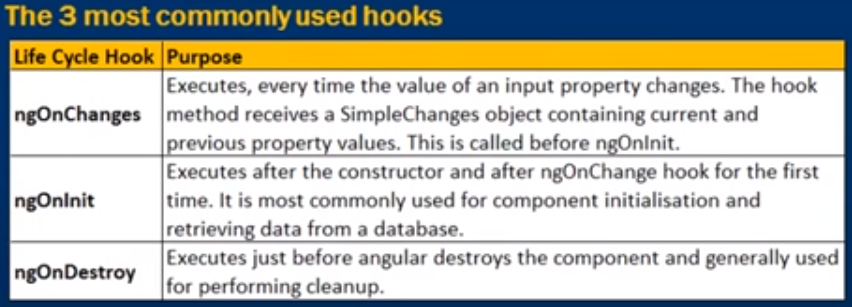 The 3 most commonly used hooks
Life Cycle Hook Purpose
ngOnChanges
Executes, every time the value of an input property changes. The hook
method receives a SimpleChanges object containing current and
previous property values. This is called before ngOnInit.
ngOnInit
Executes after the constructor and after ngOnChange hook for the first
time. It is most commonly used for component initialisation and
retrieving data from a database.
ngOnDestroy
Executes just before angular destroys the component and generally used
for performing cleanup.